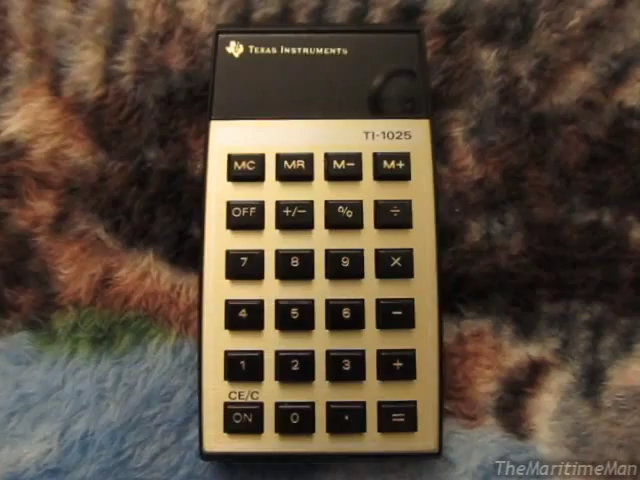 TEXAS INSTRUMENTS
TI-1025
MC MR M- M+
OFF +/- % ÷
7 8 9 X
4 5 6 -
1 2 3 +
CE/C
ON 0 . =
TheMaritimeMan